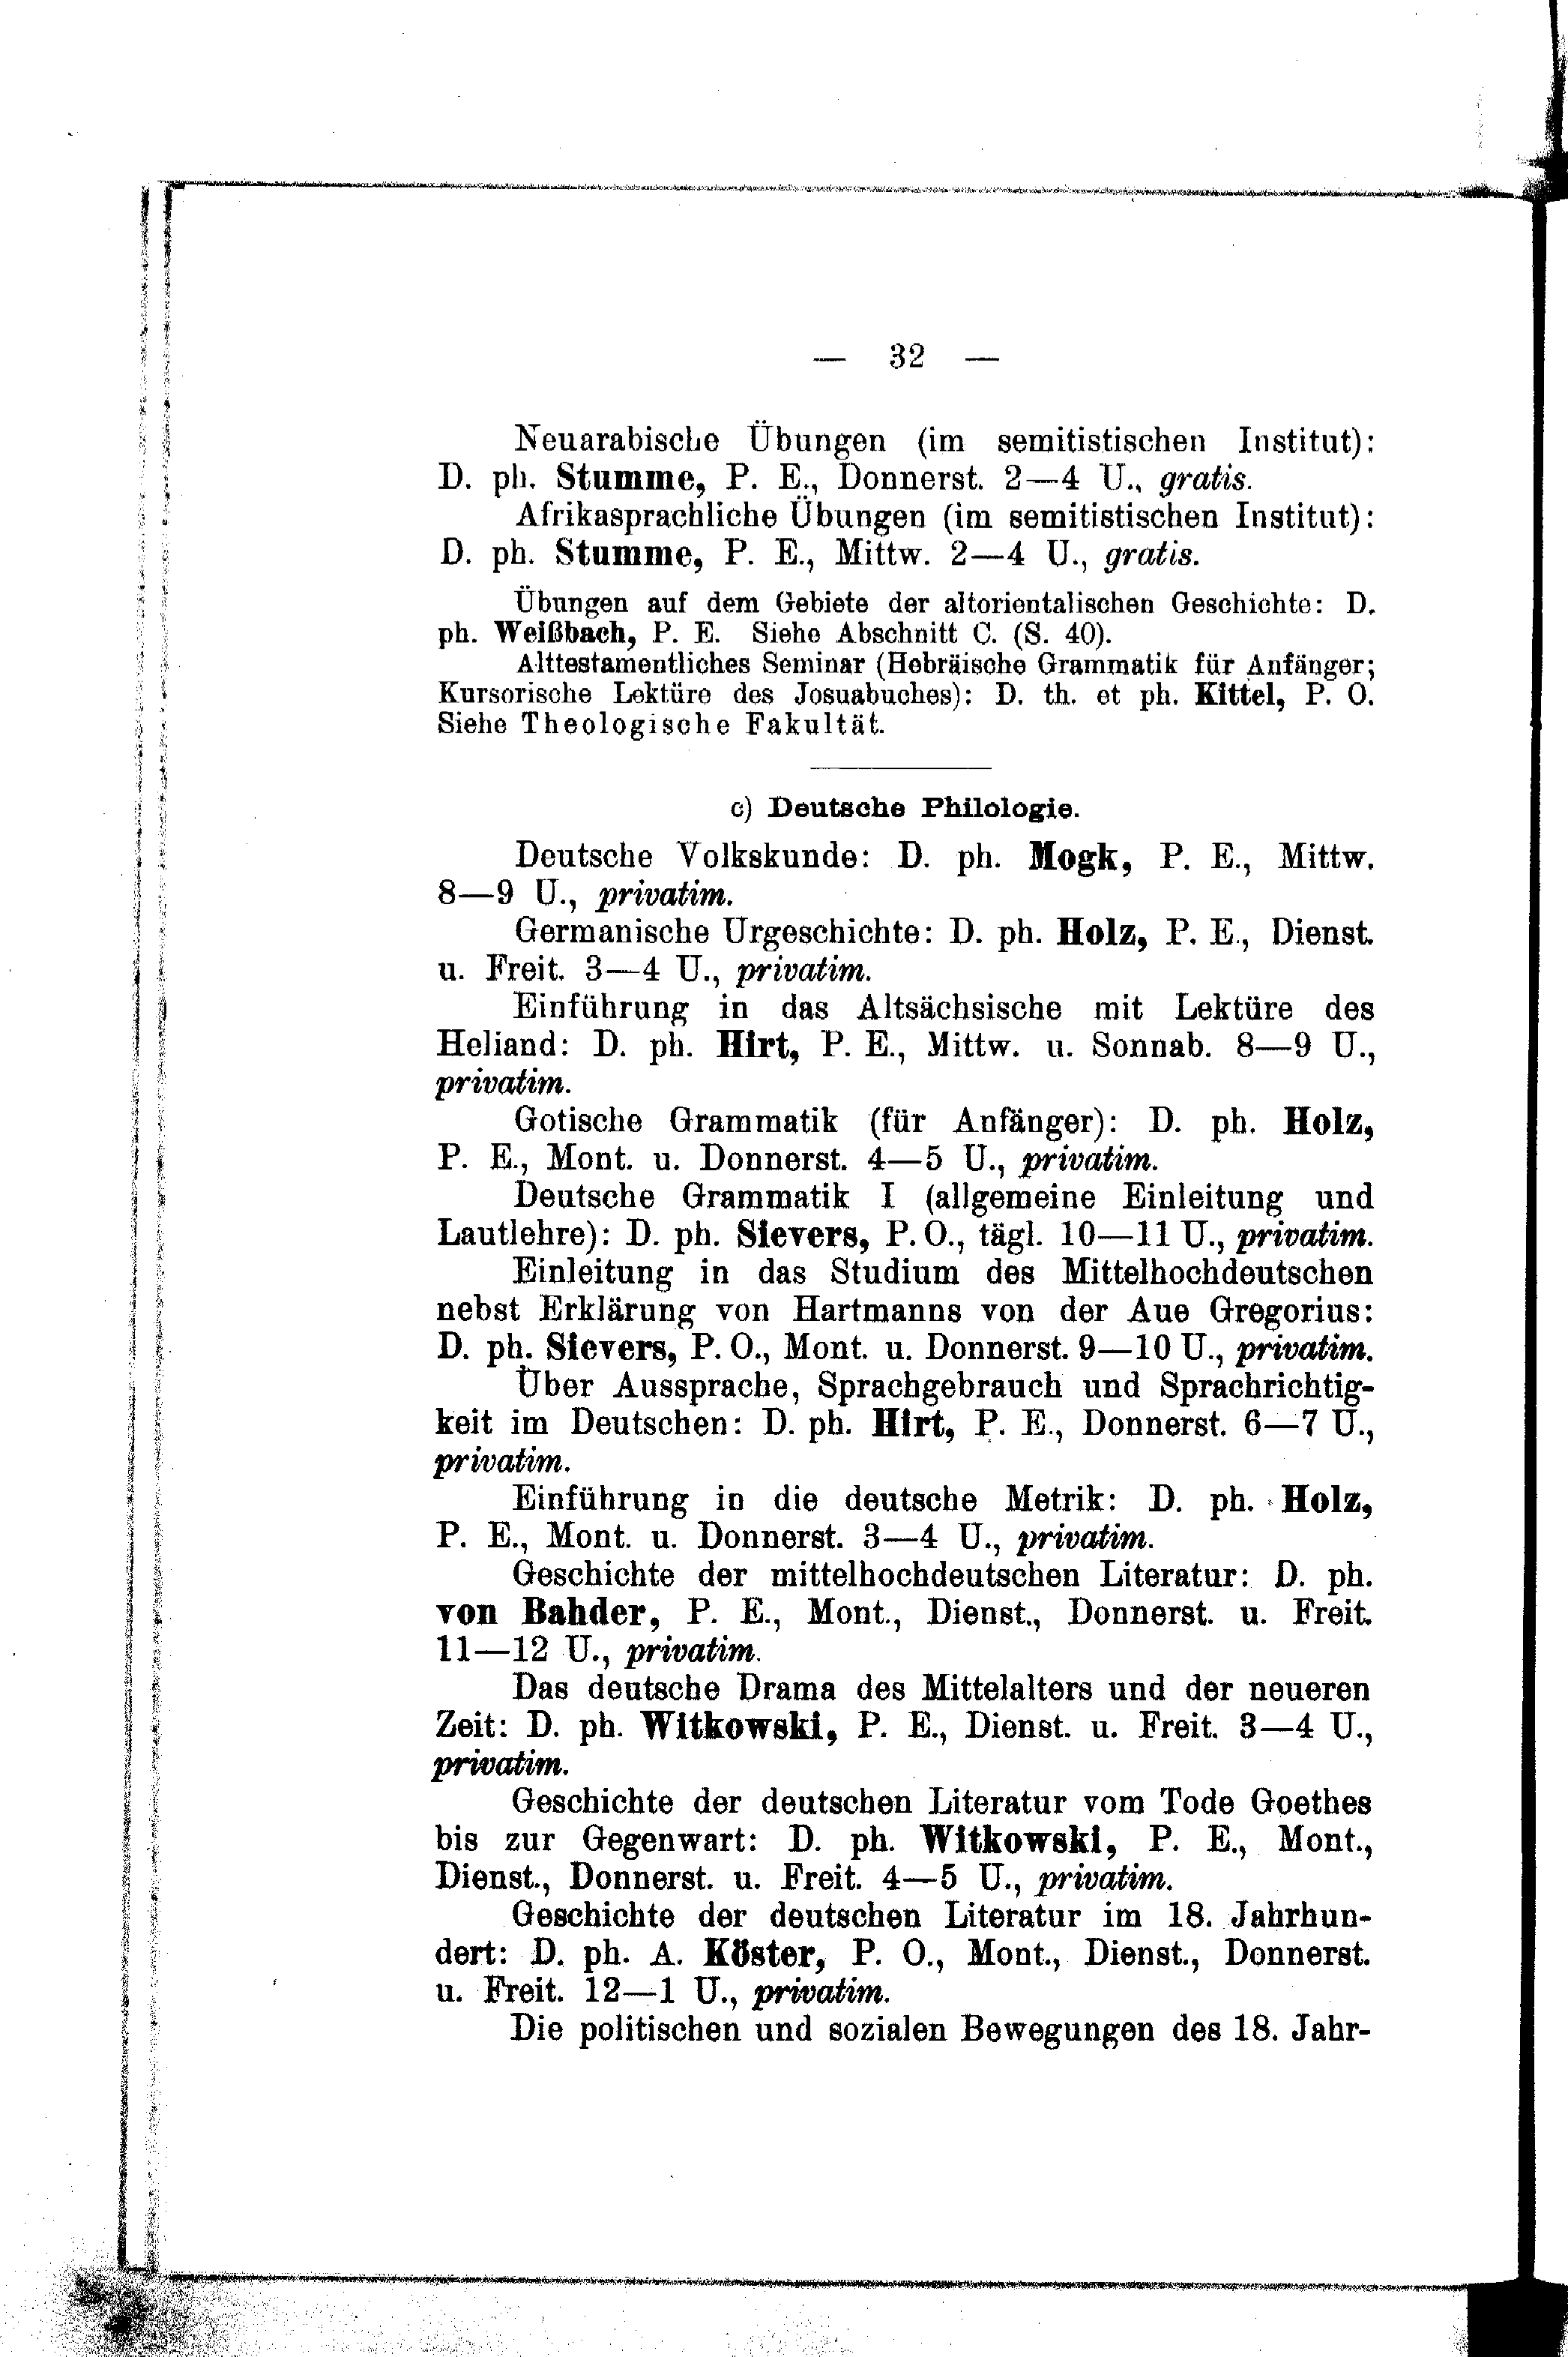 — 32 —
Neuarabische Übungen (im semitistischen Institut):
D. ph. Stumme, P. E., Donnerst. 2—4 U., gratis.
Afrikasprachliche Übungen (im semitistischen Institut):
D. ph. Stumme, P. E., Mittw. 2—4 U., gratis.
Übungen auf dem Gebiete der altorientalischen Geschichte: D.
ph. Weißbach, P. E. Siehe Abschnitt C. (S. 40).
Alttestamentliches Seminar (Hebräische Grammatik für Anfänger;
Kursorische Lektüre des Josuabuches): D. th. et ph. Kittel, P. O.
Siehe Theologische Fakultät.
c) Deutsche Philologie.
Deutsche Volkskunde: D. ph. Mogk, P. E., Mittw.
8—9 U., privatim.
Germanische Urgeschichte: D. ph. Holz, P. E., Dienst.
u. Freit. 3—4 U., privatim.
Einführung in das Altsächsische mit Lektüre des
Heliand: D. ph. Hirt, P. E., Mittw. u. Sonnab. 8—9 U.,
privatim.
Gotische Grammatik (für Anfänger): D. ph. Holz,
P. E., Mont. u. Donnerst. 4—5 U., privatim.
Deutsche Grammatik I (allgemeine Einleitung und
Lautlehre): D. ph. Sievers, P. O., tägl. 10—11 U., privatim.
Einleitung in das Studium des Mittelhochdeutschen
nebst Erklärung von Hartmanns von der Aue Gregorius:
D. ph. Sievers, P. O., Mont. u. Donnerst. 9—10 U., privatim.
Über Aussprache, Sprachgebrauch und Sprachrichtig-
keit im Deutschen: D. ph. Hirt, P. E., Donnerst. 6—7 U.,
privatim.
Einführung in die deutsche Metrik: D. ph. Holz,
P. E., Mont. u. Donnerst. 3—4 U., privatim.
Geschichte der mittelhochdeutschen Literatur: D. ph.
von Bahder, P. E., Mont., Dienst., Donnerst. u. Freit.
11—12 U., privatim.
Das deutsche Drama des Mittelalters und der neueren
Zeit: D. ph. Witkowski, P. E., Dienst. u. Freit. 3—4 U.,
privatim.
Geschichte der deutschen Literatur vom Tode Goethes
bis zur Gegenwart: D. ph. Witkowski, P. E., Mont.,
Dienst., Donnerst. u. Freit. 4—5 U., privatim.
Geschichte der deutschen Literatur im 18. Jahrhun-
dert: D. ph. A. Köster, P. O., Mont., Dienst., Donnerst.
u. Freit. 12—1 U., privatim.
Die politischen und sozialen Bewegungen des 18. Jahr-